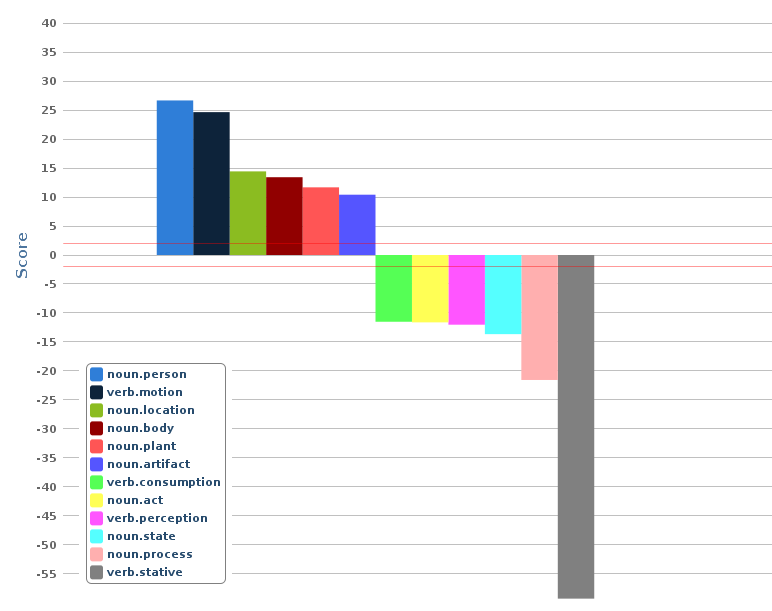 40
35
30
25
20
15
10
5
0
-5
-10
-15
-20
-25
-30
-35
-40
-45
-50
-55
Score
noun.person
verb.motion
noun.location
noun.body
noun.plant
noun.artifact
verb.consumption
noun.act
verb.perception
noun.state
noun.process
verb.stative